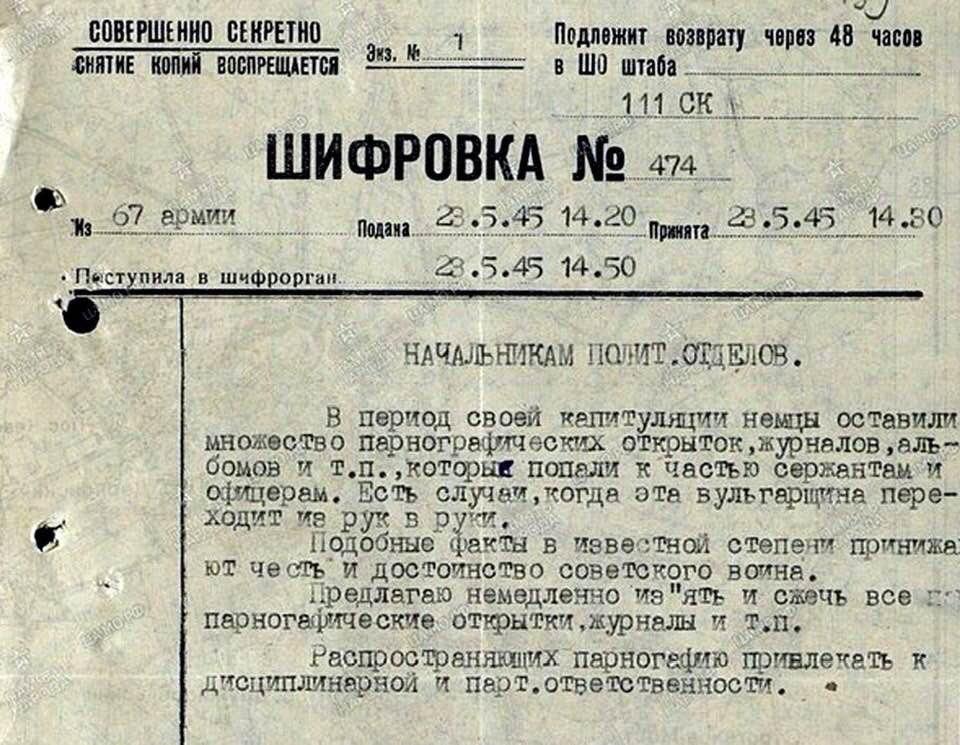 СОВЕРШЕННО СЕКРЕТНО
СНЯТИЕ КОПИЙ ВОСПРЕЩАЕТСЯ
Экз. № 1
Подлежит возврату через 48 часов
в ШО штаба
111 СК
ШИФРОВКА № 474
Из 67 армии Подана 23.5.45 14.20 Принята 23.5.45 14.30
Поступила в шифрорган 23.5.45 14.50
НАЧАЛЬНИКАМ ПОЛИТ.ОТДЕЛОВ.
В период своей капитуляции немцы оставили
множество парнографических открыток,журналов,аль-
бомов и т.п.,которые попали к частью сержантам и
офицерам. Есть случаи,когда эта вульгарщина пере-
ходит из рук в руки.
Подобные факты в известной степени принижа
ют честь и достоинство советского воина.
Предлагаю немедленно из"ять и сжечь все
парногафические открытки,журналы и т.п.
Распространяющих парногафию привлекать к
дисциплинарной и парт.ответственности.